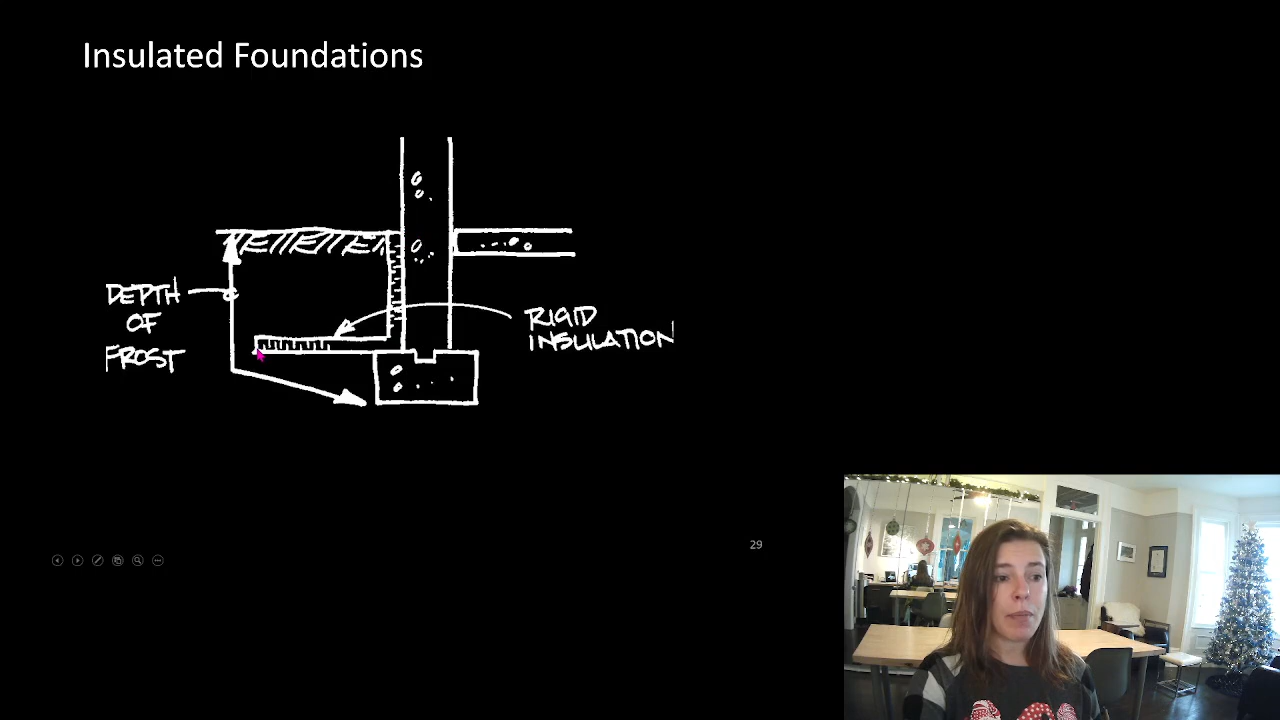 Insulated Foundations
DEPTH
OF
FROST
RIGID
INSULATION
29